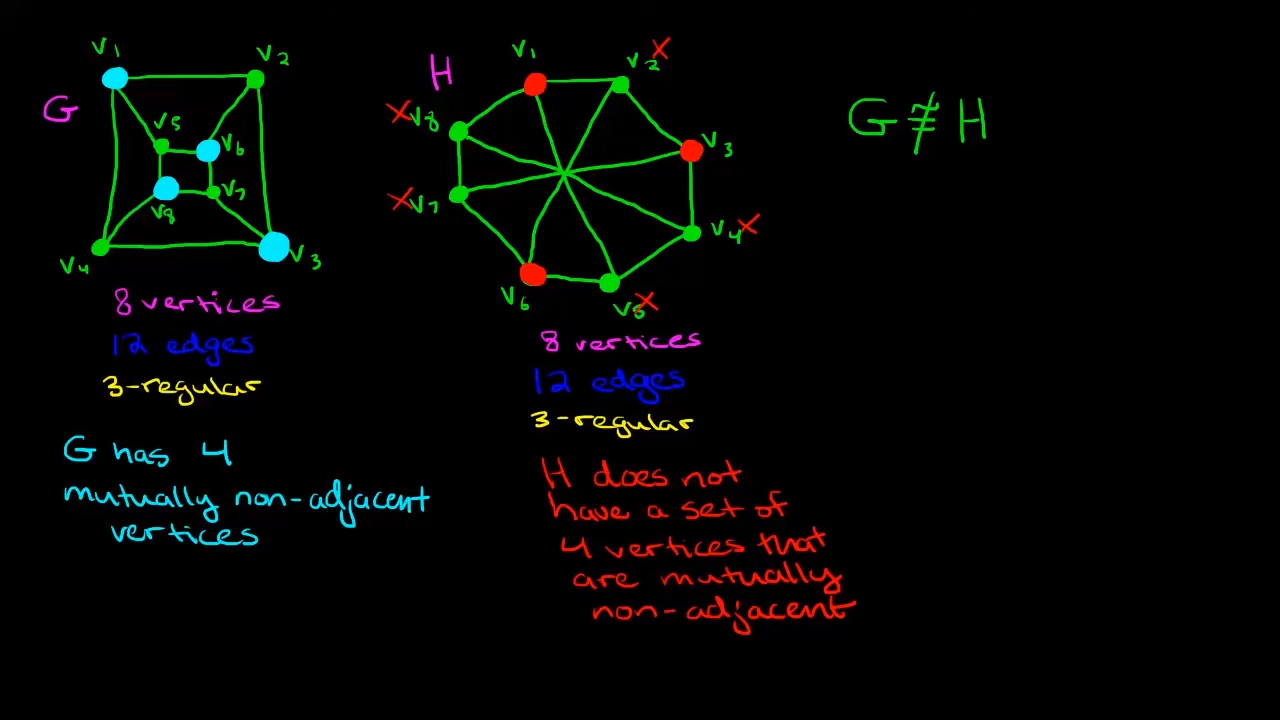 G
V1
V2
V5
V6
V8
V7
V4
V3
8 vertices
12 edges
3-regular
G has 4
mutually non-adjacent
vertices
H
V1
V2 X
X V8
V3
X V7
V4 X
V6
V5 X
8 vertices
12 edges
3-regular
H does not
have a set of
4 vertices that
are mutually
non-adjacent
G ≇ H